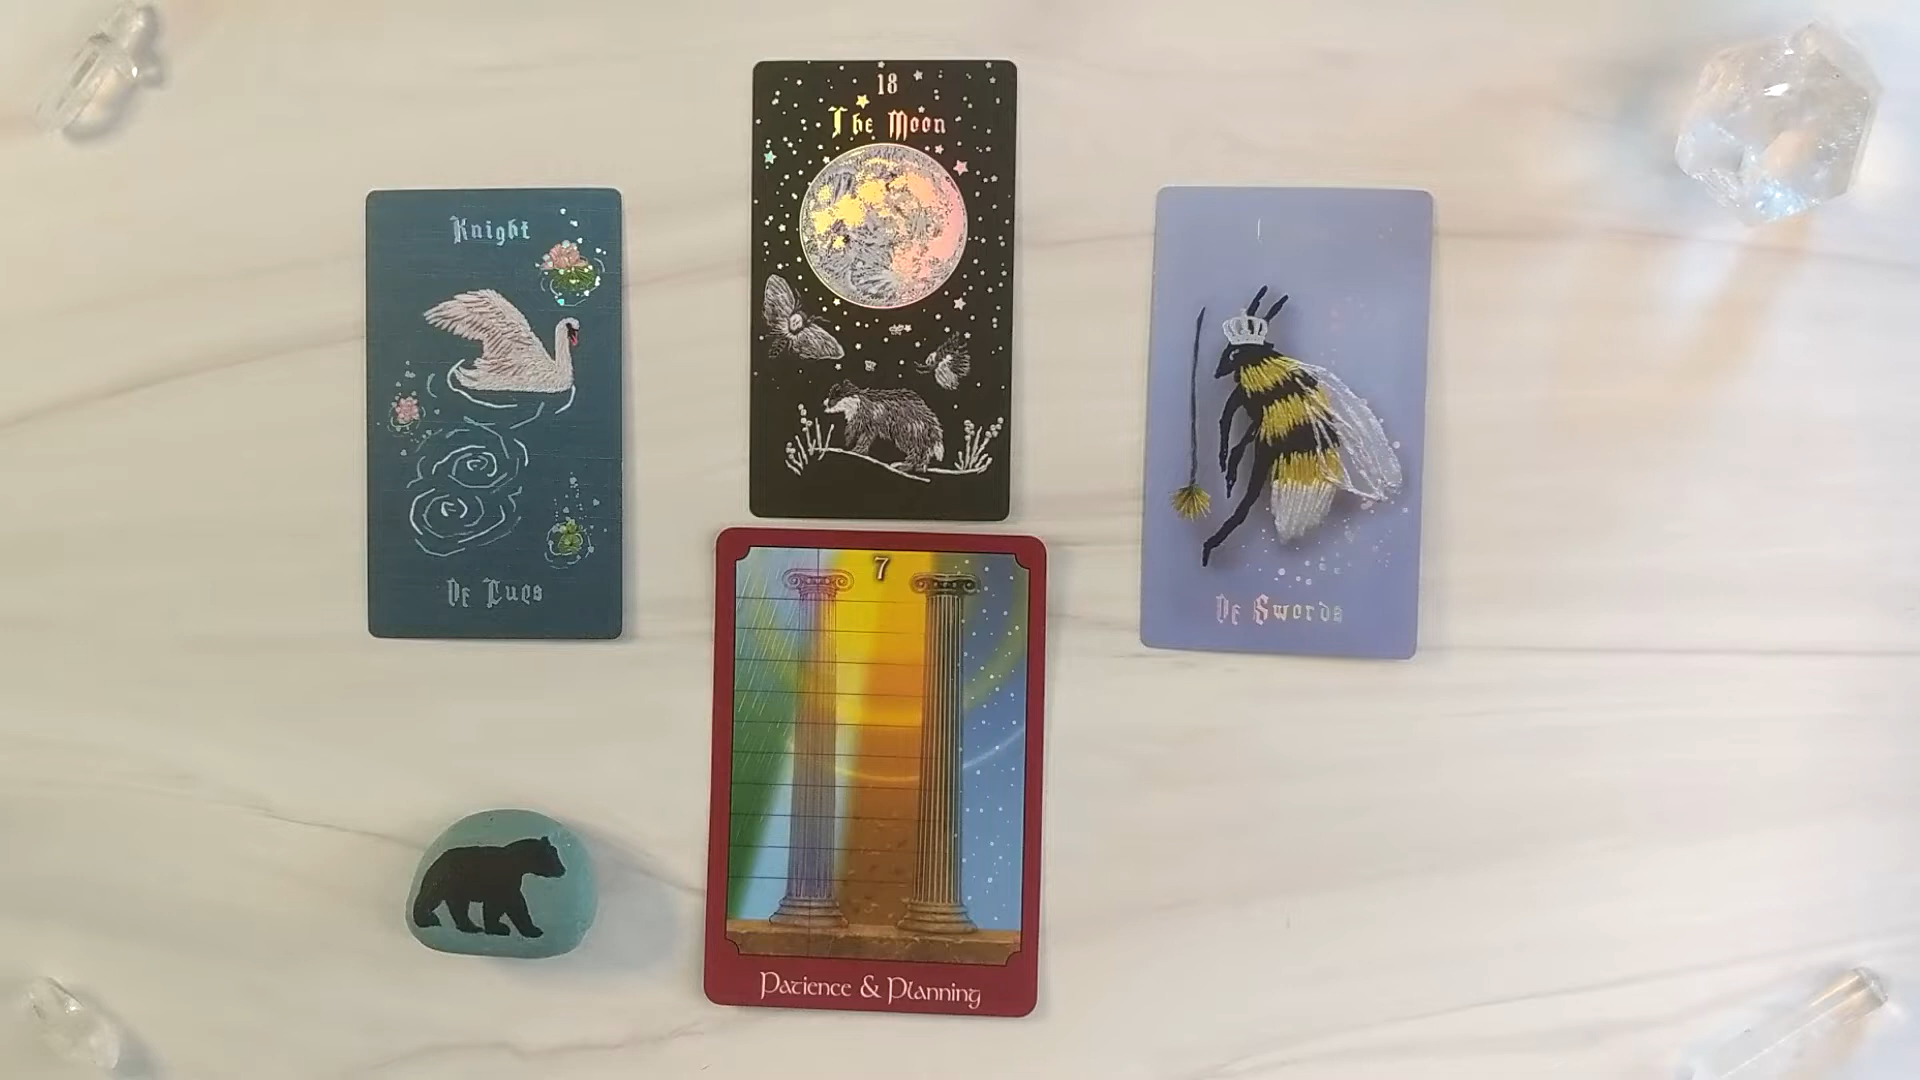 Knight
Of Cups
18
The Moon
Of Swords
7
Patience & Planning